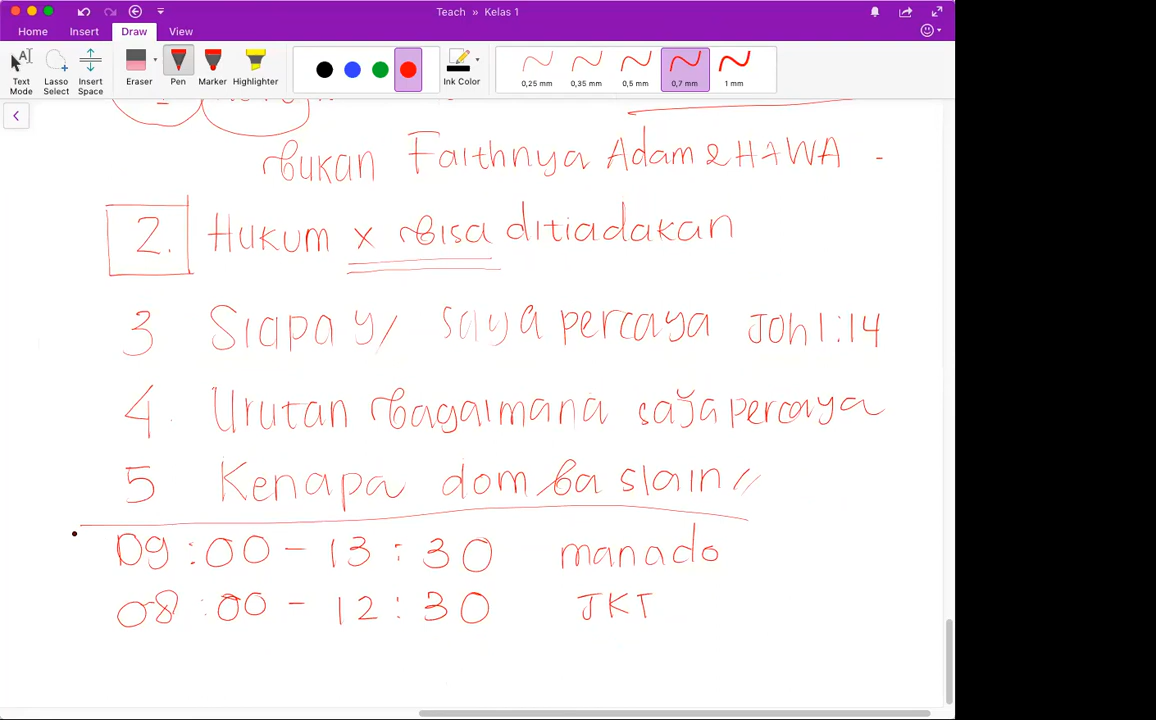 Teach » Kelas 1
Home Insert Draw View
Text Mode
Lasso Select
Insert Space
Eraser
Pen
Marker
Highlighter
Ink Color
0,25 mm
0,35 mm
0,5 mm
0,7 mm
1 mm
bukan Faithnya Adam & HAWA -
2. Hukum x bisa ditiadakan
3 Siapa y/ saya percaya Joh 1:14
4. Urutan bagaimana saya percaya
5 Kenapa domba slain //
09:00 - 13:30 manado
08:00 - 12:30 JKT